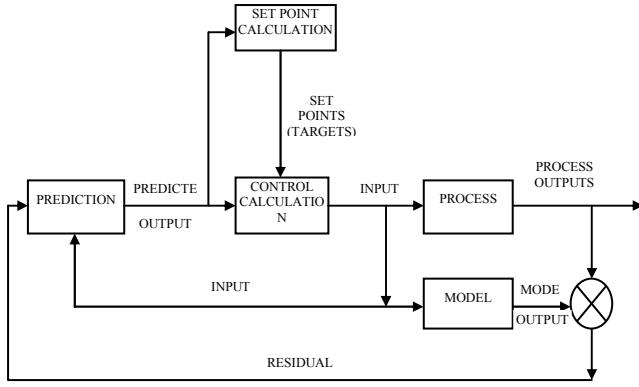 SET POINT
CALCULATION
SET
POINTS
(TARGETS)
PREDICTION
PREDICTE
OUTPUT
CONTROL
CALCULATIO
N
INPUT
PROCESS
PROCESS
OUTPUTS
INPUT
MODEL
MODE
OUTPUT
RESIDUAL